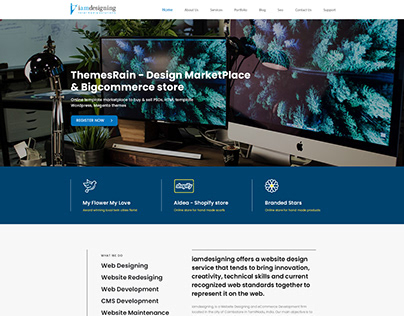 iamdesigning
Home
About Us
Services
Portfolio
Blog
Seo
Contact Us
Support
ThemesRain - Design MarketPlace
& Bigcommerce store
Online template marketplace to buy & sell PSDs, HTML template
Wordpress, Magento themes
REGISTER NOW
My Flower My Love
Award winning business video florist
shopify
Aidea - Shopify store
Online store for hand made quartz
Branded Stars
Online store for hand made products
WHAT WE DO
Web Designing
Website Redesiging
Web Development
CMS Development
Website Maintenance
iamdesigning offers a website design
service that tends to bring innovation,
creativity, technical skills and current
recognized web standards together to
represent it on the web.
iamdesigning, is a Website Designing and eCommerce Development firm
located in the city of Coimbatore in TamilNadu, India. Our main objective is to